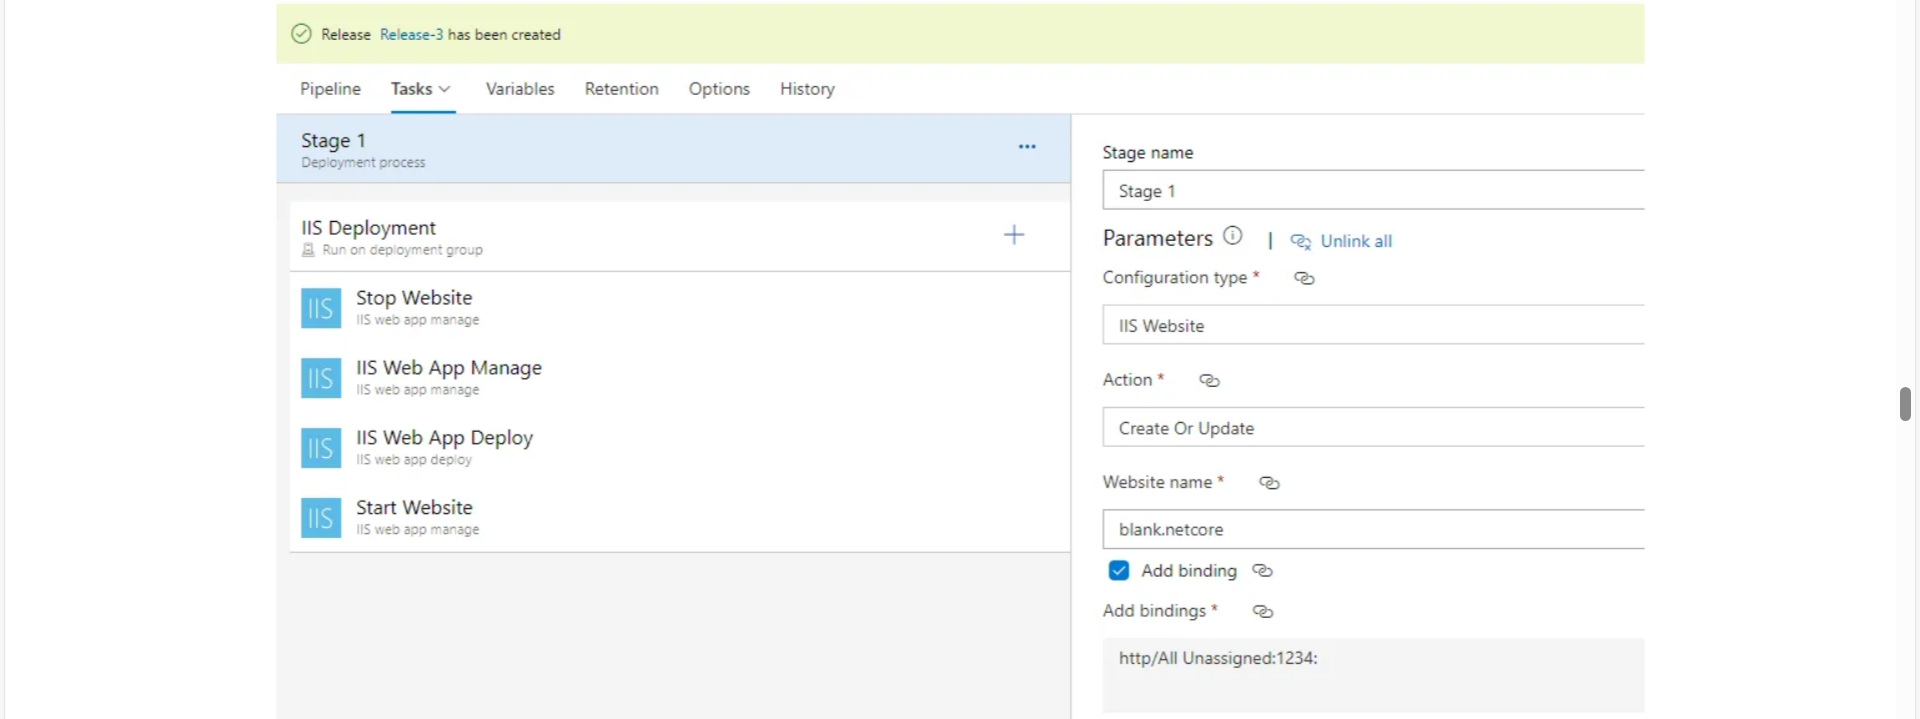 Release Release-3 has been created
Pipeline Tasks Variables Retention Options History
Stage 1
Deployment process
IIS Deployment
Run on deployment group
IIS Stop Website
IIS web app manage
IIS IIS Web App Manage
IIS web app manage
IIS IIS Web App Deploy
IIS web app deploy
IIS Start Website
IIS web app manage
Stage name
Stage 1
Parameters | Unlink all
Configuration type *
IIS Website
Action *
Create Or Update
Website name *
blank.netcore
Add binding
Add bindings *
http/All Unassigned:1234: